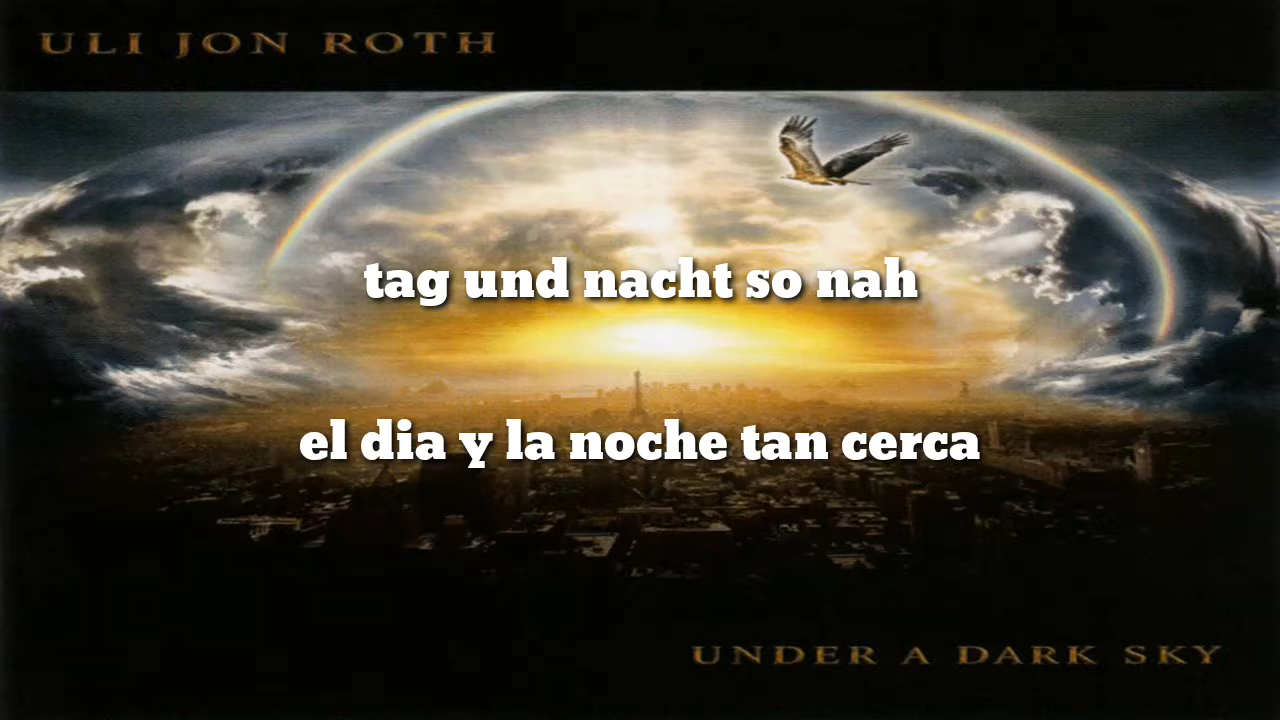 ULI JON ROTH
tag und nacht so nah
el dia y la noche tan cerca
UNDER A DARK SKY